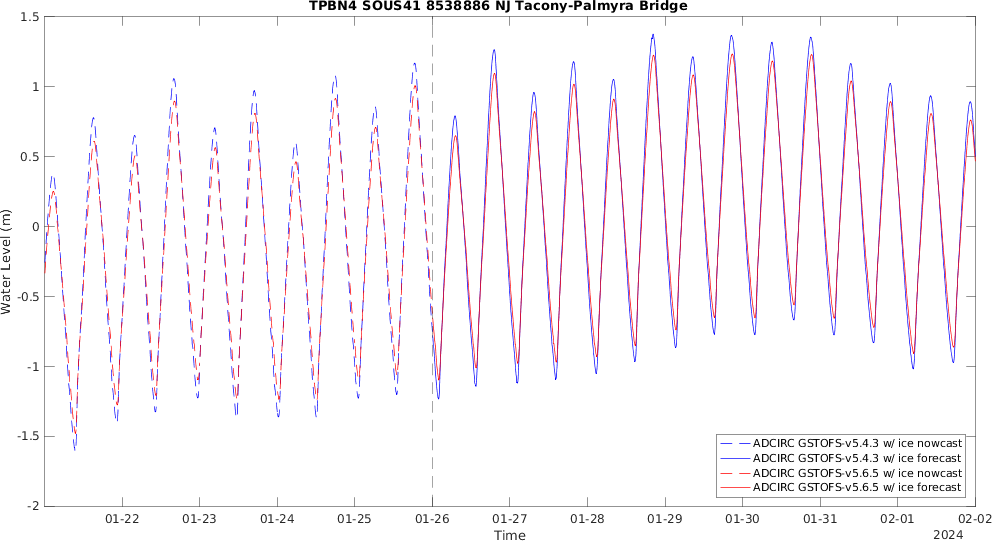 TPBN4 SOUS41 8538886 NJ Tacony-Palmyra Bridge
1.5
1
0.5
0
-0.5
-1
-1.5
-2
Water Level (m)
01-22 01-23 01-24 01-25 01-26 01-27 01-28 01-29 01-30 01-31 02-01 02-02
Time
2024
ADCIRC GSTOFS-v5.4.3 w/ ice nowcast
ADCIRC GSTOFS-v5.4.3 w/ ice forecast
ADCIRC GSTOFS-v5.6.5 w/ ice nowcast
ADCIRC GSTOFS-v5.6.5 w/ ice forecast